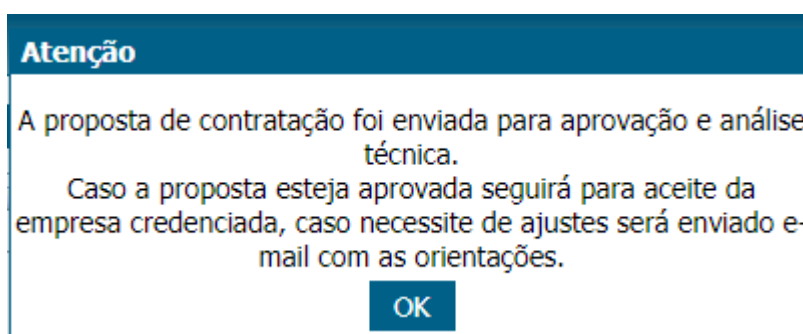 Atenção
A proposta de contratação foi enviada para aprovação e análise
técnica.
Caso a proposta esteja aprovada seguirá para aceite da
empresa credenciada, caso necessite de ajustes será enviado e-
mail com as orientações.
OK